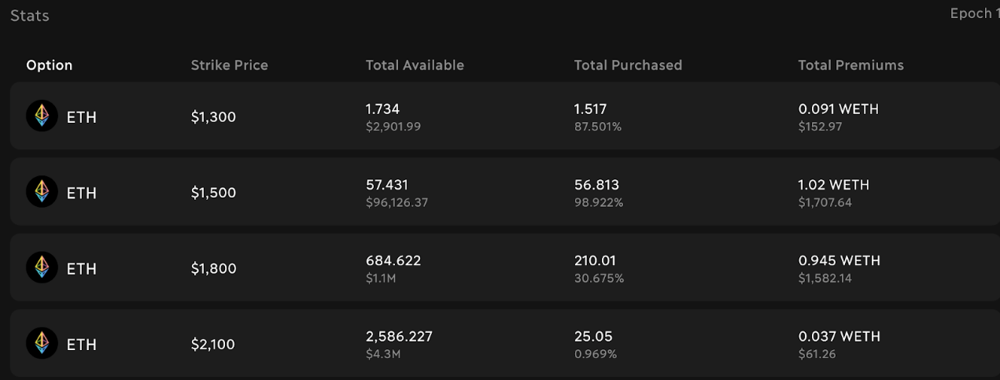 Stats
Epoch 1
Option Strike Price Total Available Total Purchased Total Premiums
ETH $1,300 1.734 1.517 0.091 WETH
$2,901.99 87.501% $152.97
ETH $1,500 57.431 56.813 1.02 WETH
$96,126.37 98.922% $1,707.64
ETH $1,800 684.622 210.01 0.945 WETH
$1.1M 30.675% $1,582.14
ETH $2,100 2,586.227 25.05 0.037 WETH
$4.3M 0.969% $61.26